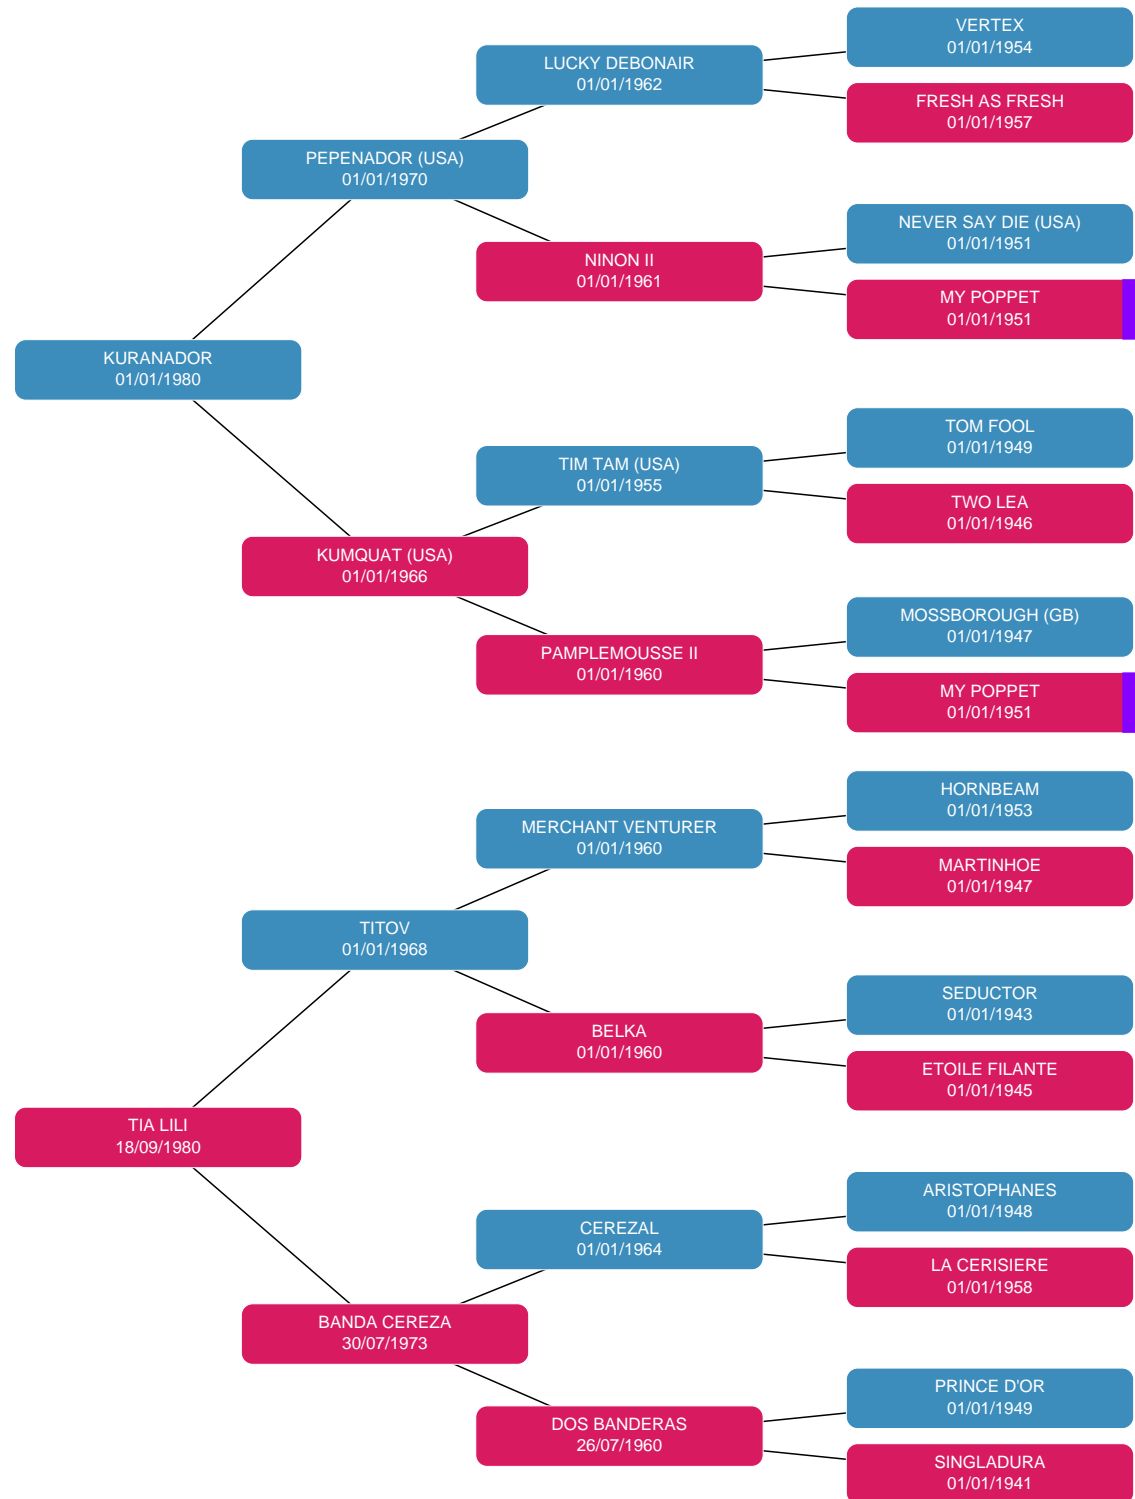 VERTEX
01/01/1954
LUCKY DEBONAIR
01/01/1962
FRESH AS FRESH
01/01/1957
PEPENADOR (USA)
01/01/1970
NEVER SAY DIE (USA)
01/01/1951
NINON II
01/01/1961
MY POPPET
01/01/1951
KURANADOR
01/01/1980
TOM FOOL
01/01/1949
TIM TAM (USA)
01/01/1955
TWO LEA
01/01/1946
KUMQUAT (USA)
01/01/1966
MOSSBOROUGH (GB)
01/01/1947
PAMPLEMOUSSE II
01/01/1960
MY POPPET
01/01/1951
HORNBEAM
01/01/1953
MERCHANT VENTURER
01/01/1960
MARTINHOE
01/01/1947
TITOV
01/01/1968
SEDUCTOR
01/01/1943
BELKA
01/01/1960
ETOILE FILANTE
01/01/1945
TIA LILI
18/09/1980
ARISTOPHANES
01/01/1948
CEREZAL
01/01/1964
LA CERISIERE
01/01/1958
BANDA CEREZA
30/07/1973
PRINCE D'OR
01/01/1949
DOS BANDERAS
26/07/1960
SINGLADURA
01/01/1941